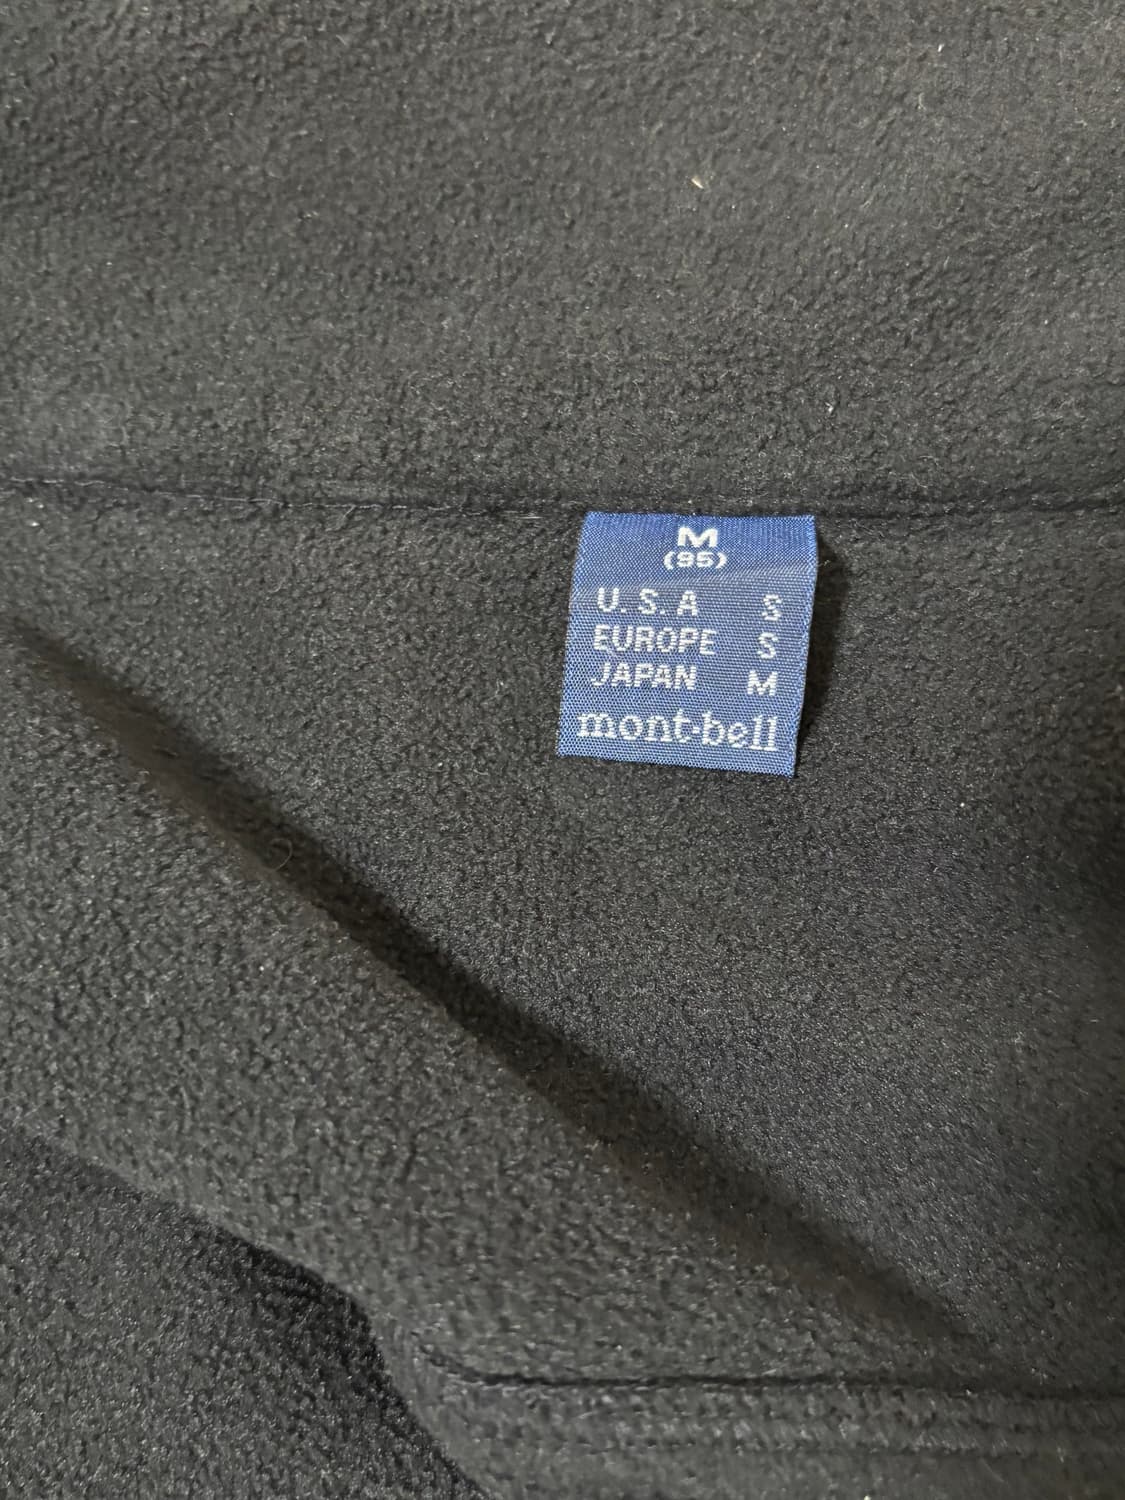 M
(95)
U.S.A S
EUROPE S
JAPAN M
mont-bell